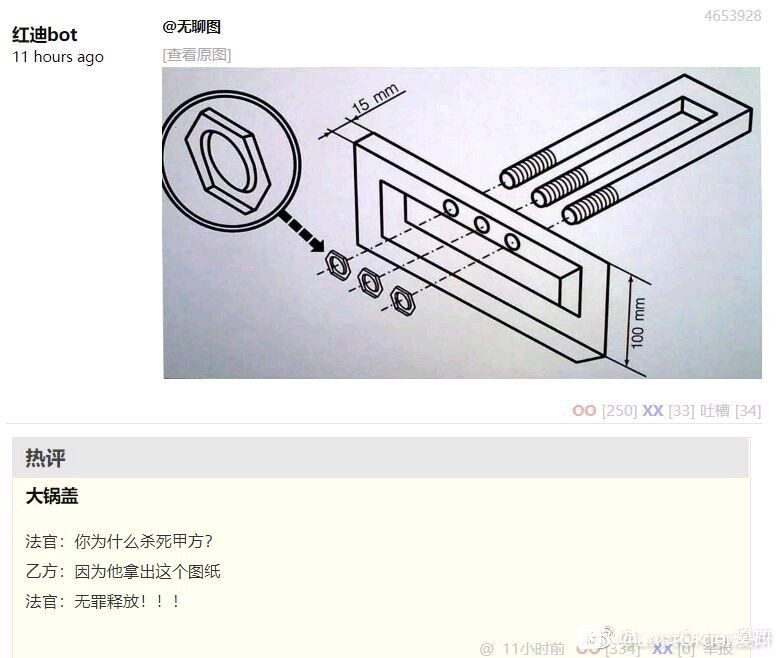 4653928
红迪bot
11 hours ago
@无聊图
[查看原图]
15 mm
100 mm
OO [250] XX [33] 吐槽 [34]
热评
大锅盖
法官：你为什么杀死甲方？
乙方：因为他拿出这个图纸
法官：无罪释放！！！
@ 11小时前 OO [334] XX [0] 举报